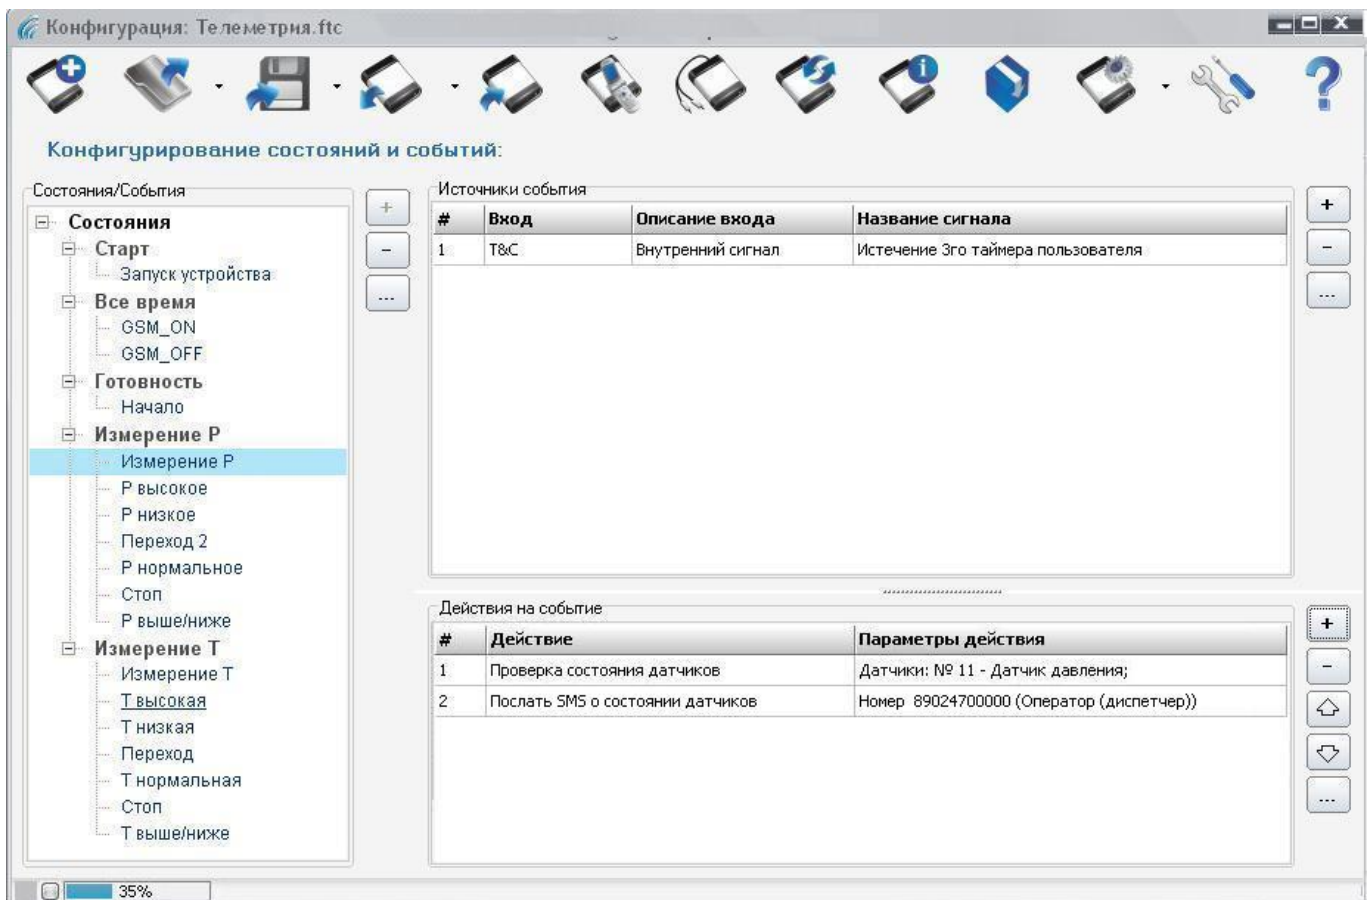 Конфигурация: Телеметрия.ftc
Конфигурирование состояний и событий:
Состояния/События
Состояния
Старт
Запуск устройства
Все время
GSM_ON
GSM_OFF
Готовность
Начало
Измерение P
Измерение P
P высокое
P низкое
Переход 2
P нормальное
Стоп
P выше/ниже
Измерение T
Измерение T
T высокая
T низкая
Переход
T нормальная
Стоп
T выше/ниже
+
-
...
Источники события
# Вход Описание входа Название сигнала
1 T&C Внутренний сигнал Истечение 3го таймера пользователя
+
-
...
Действия на событие
# Действие Параметры действия
1 Проверка состояния датчиков Датчики: № 11 - Датчик давления;
2 Послать SMS о состоянии датчиков Номер 89024700000 (Оператор (диспетчер))
+
-
...
35%